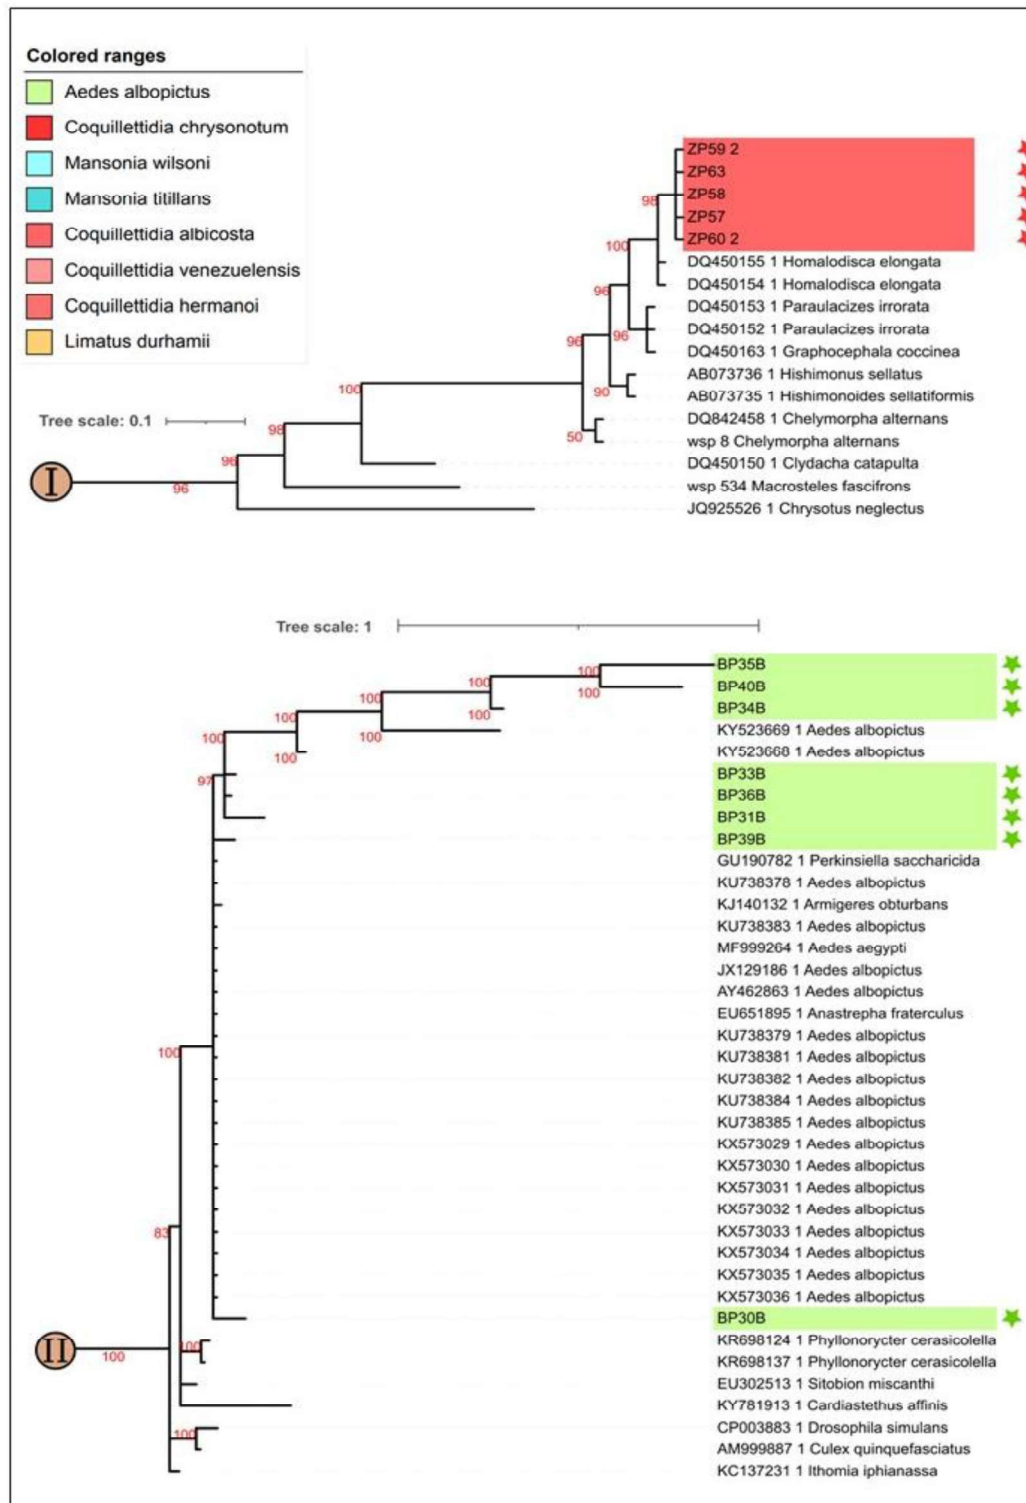 Colored ranges
Aedes albopictus
Coquillettidia chrysonotum
Mansonia wilsoni
Mansonia titillans
Coquillettidia albicosta
Coquillettidia venezuelensis
Coquillettidia hermanoi
Limatus durhamii
Tree scale: 0.1
I
96
96
98
100
96
50
96
90
100
96
98
ZP59 2
ZP63
ZP58
ZP57
ZP60 2
DQ450155 1 Homalodisca elongata
DQ450154 1 Homalodisca elongata
DQ450153 1 Paraulacizes irrorata
DQ450152 1 Paraulacizes irrorata
DQ450163 1 Graphocephala coccinea
AB073736 1 Hishimonus sellatus
AB073735 1 Hishimonoides sellatiformis
DQ842458 1 Chelymorpha alternans
wsp 8 Chelymorpha alternans
DQ450150 1 Clydacha catapulta
wsp 534 Macrosteles fascifrons
JQ925526 1 Chrysotus neglectus
Tree scale: 1
II
100
83
100
97
100
100
100
100
100
100
100
100
100
100
100
BP35B
BP40B
BP34B
KY523669 1 Aedes albopictus
KY523668 1 Aedes albopictus
BP33B
BP36B
BP31B
BP39B
GU190782 1 Perkinsiella saccharicida
KU738378 1 Aedes albopictus
KJ140132 1 Armigeres obturbans
KU738383 1 Aedes albopictus
MF999264 1 Aedes aegypti
JX129186 1 Aedes albopictus
AY462863 1 Aedes albopictus
EU651895 1 Anastrepha fraterculus
KU738379 1 Aedes albopictus
KU738381 1 Aedes albopictus
KU738382 1 Aedes albopictus
KU738384 1 Aedes albopictus
KU738385 1 Aedes albopictus
KX573029 1 Aedes albopictus
KX573030 1 Aedes albopictus
KX573031 1 Aedes albopictus
KX573032 1 Aedes albopictus
KX573033 1 Aedes albopictus
KX573034 1 Aedes albopictus
KX573035 1 Aedes albopictus
KX573036 1 Aedes albopictus
BP30B
KR698124 1 Phyllonorycter cerasicolella
KR698137 1 Phyllonorycter cerasicolella
EU302513 1 Sitobion miscanthi
KY781913 1 Cardiastethus affinis
CP003883 1 Drosophila simulans
AM999887 1 Culex quinquefasciatus
KC137231 1 Ithomia iphianassa